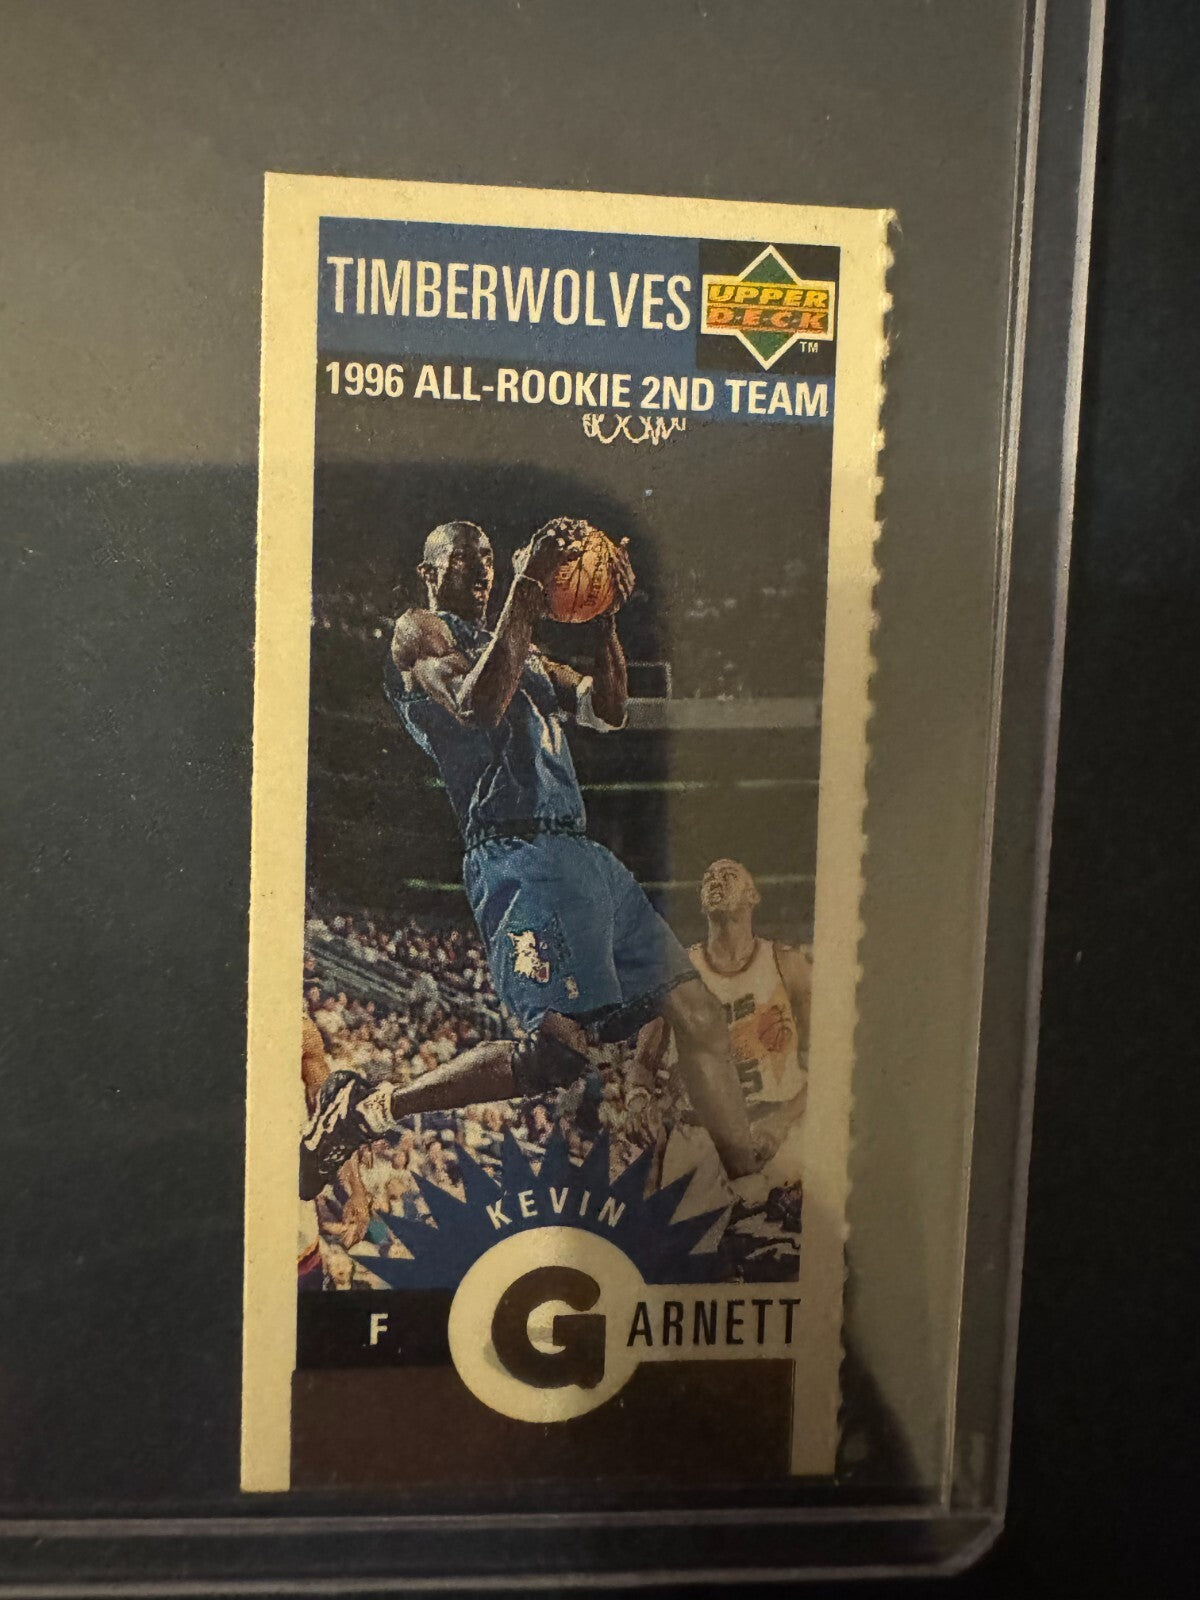 TIMBERWOLVES
UPPER
DECK
TM
1996 ALL-ROOKIE 2ND TEAM
KEVIN
F
GARNETT